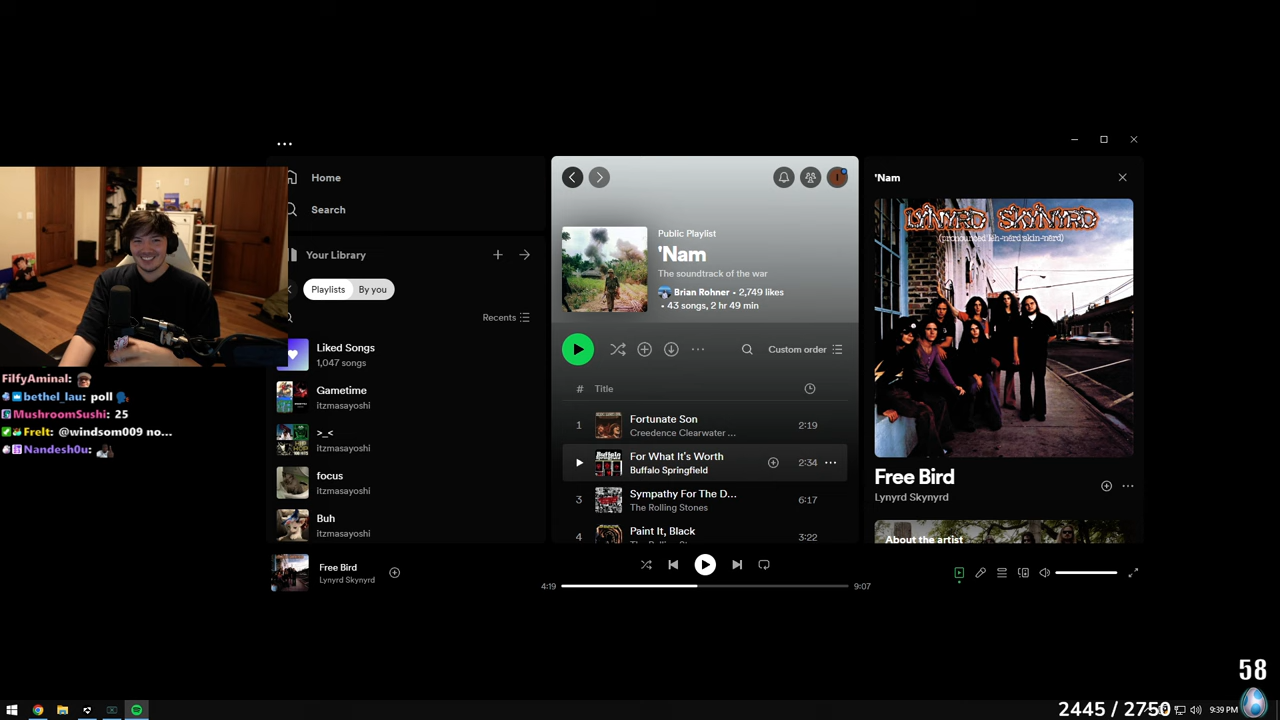 Home
Search
Your Library
Playlists
By you
Recents
Liked Songs
1,047 songs
Gametime
itzmasayoshi
>_<
itzmasayoshi
focus
itzmasayoshi
Buh
itzmasayoshi
FilfyAminal:
bethel_lau: poll
MushroomSushi: 25
Frelt: @windsom009 no...
Nandesh0u:
Public Playlist
'Nam
The soundtrack of the war
Brian Rohner • 2,749 likes
• 43 songs, 2 hr 49 min
Custom order
# Title
1 Fortunate Son 2:19
Creedence Clearwater ...
For What It's Worth 2:34
Buffalo Springfield
3 Sympathy For The D... 6:17
The Rolling Stones
4 Paint It, Black 3:22
'Nam
LYNYRD SKYNYRD
(pronounced 'lĕh-'nérd 'skin-'nérd)
Free Bird
Lynyrd Skynyrd
About the artist
Free Bird
Lynyrd Skynyrd
4:19
9:07
58
2445 / 2750
9:39 PM